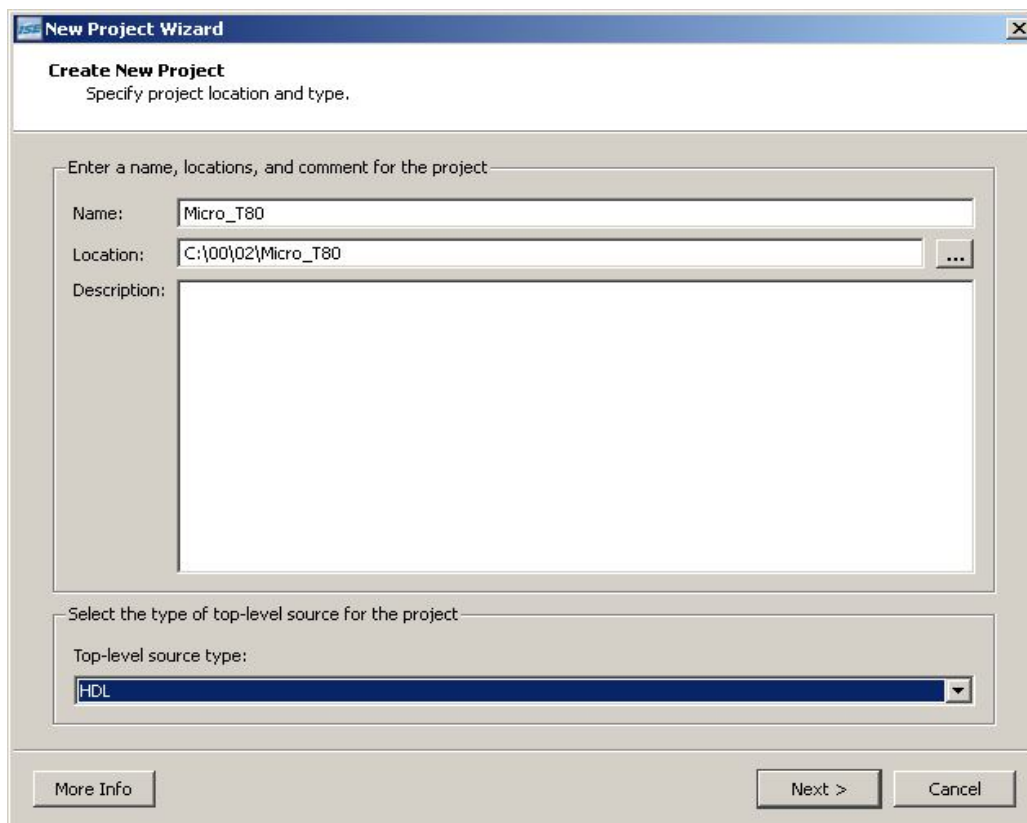 ISE New Project Wizard
Create New Project
Specify project location and type.
Enter a name, locations, and comment for the project
Name: Micro_T80
Location: C:\00\02\Micro_T80 ...
Description:
Select the type of top-level source for the project
Top-level source type:
HDL
More Info Next > Cancel